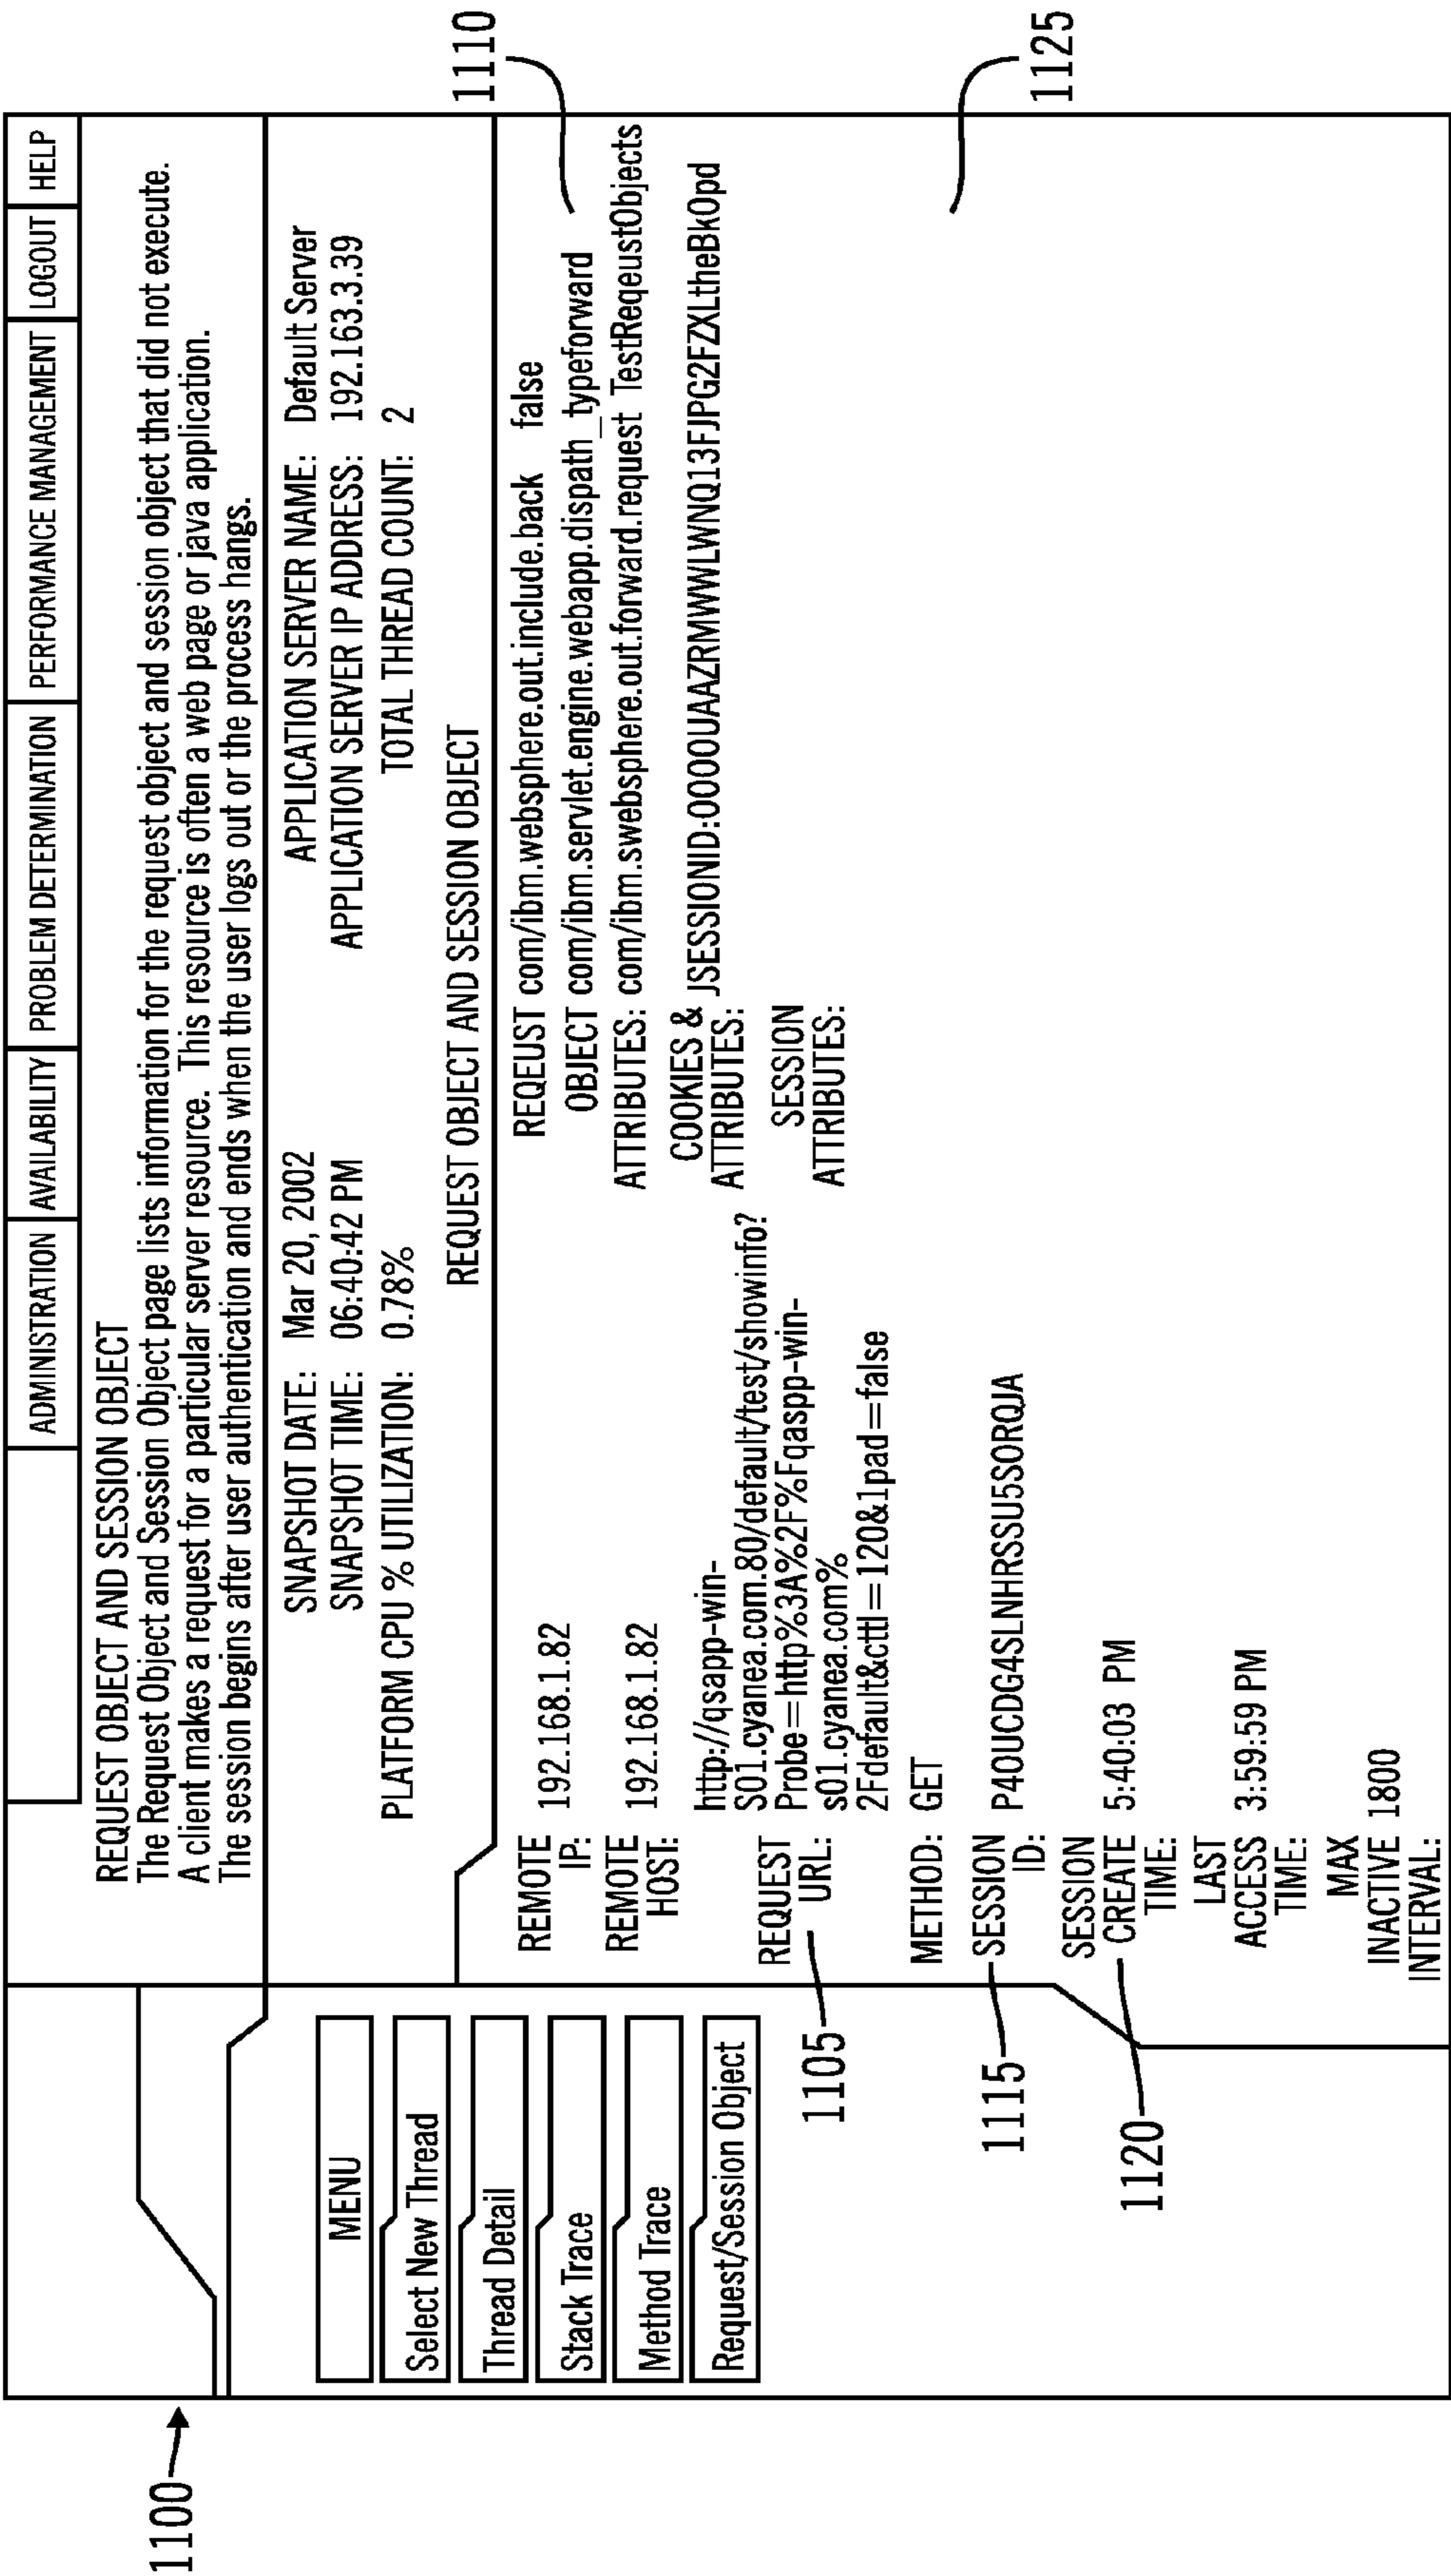 1100
ADMINISTRATION AVAILABILITY PROBLEM DETERMINATION PERFORMANCE MANAGEMENT LOGOUT HELP
REQUEST OBJECT AND SESSION OBJECT
The Request Object and Session Object page lists information for the request object and session object that did not execute.
A client makes a request for a particular server resource. This resource is often a web page or java application.
The session begins after user authentication and ends when the user logs out or the process hangs.
SNAPSHOT DATE: Mar 20, 2002 APPLICATION SERVER NAME: Default Server
SNAPSHOT TIME: 06:40:42 PM APPLICATION SERVER IP ADDRESS: 192.163.3.39
PLATFORM CPU % UTILIZATION: 0.78% TOTAL THREAD COUNT: 2
MENU
Select New Thread
Thread Detail
Stack Trace
Method Trace
Request/Session Object
REQUEST OBJECT AND SESSION OBJECT
REMOTE
IP: 192.168.1.82
REMOTE
HOST: 192.168.1.82
REQUEST
URL:
http://qsapp-win-
S01.cyanea.com.80/default/test/showinfo?
Probe=http%3A%2F%Fqaspp-win-
s01.cyanea.com%
2Fdefault&cttl=120&1pad=false
METHOD: GET
SESSION
ID: P40UCDG4SLNHRSSU5SORQJA
SESSION
CREATE 5:40:03 PM
TIME:
LAST
ACCESS 3:59:59 PM
TIME:
MAX
INACTIVE 1800
INTERVAL:
REQEUST com/ibm.websphere.out.include.back false
OBJECT com/ibm.servlet.engine.webapp.dispath_typeforward
ATTRIBUTES: com/ibm.swebsphere.out.forward.request TestReqeustObjects
COOKIES &
ATTRIBUTES: JSESSIONID:0000UAAZRMWWLWNQ13FJPG2FZXLtheBkOpd
SESSION
ATTRIBUTES:
1105
1115
1120
1110
1125